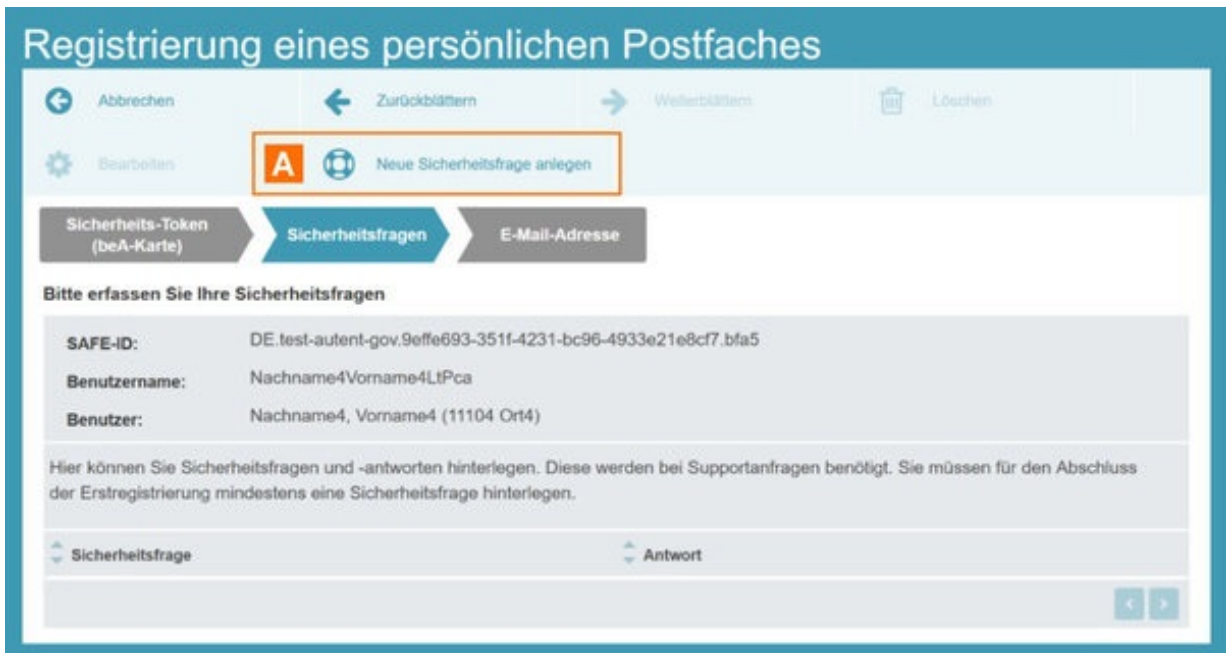 Registrierung eines persönlichen Postfaches
Abbrechen Zurückblättern Weiterblättern Löschen
Bearbeiten A Neue Sicherheitsfrage anlegen
Sicherheits-Token
(beA-Karte)
Sicherheitsfragen
E-Mail-Adresse
Bitte erfassen Sie Ihre Sicherheitsfragen
SAFE-ID: DE.test-autent-gov.9effe693-351f-4231-bc96-4933e21e8cf7.bfa5
Benutzername: Nachname4Vorname4LtPca
Benutzer: Nachname4, Vorname4 (11104 Ort4)
Hier können Sie Sicherheitsfragen und -antworten hinterlegen. Diese werden bei Supportanfragen benötigt. Sie müssen für den Abschluss
der Erstregistrierung mindestens eine Sicherheitsfrage hinterlegen.
Sicherheitsfrage Antwort